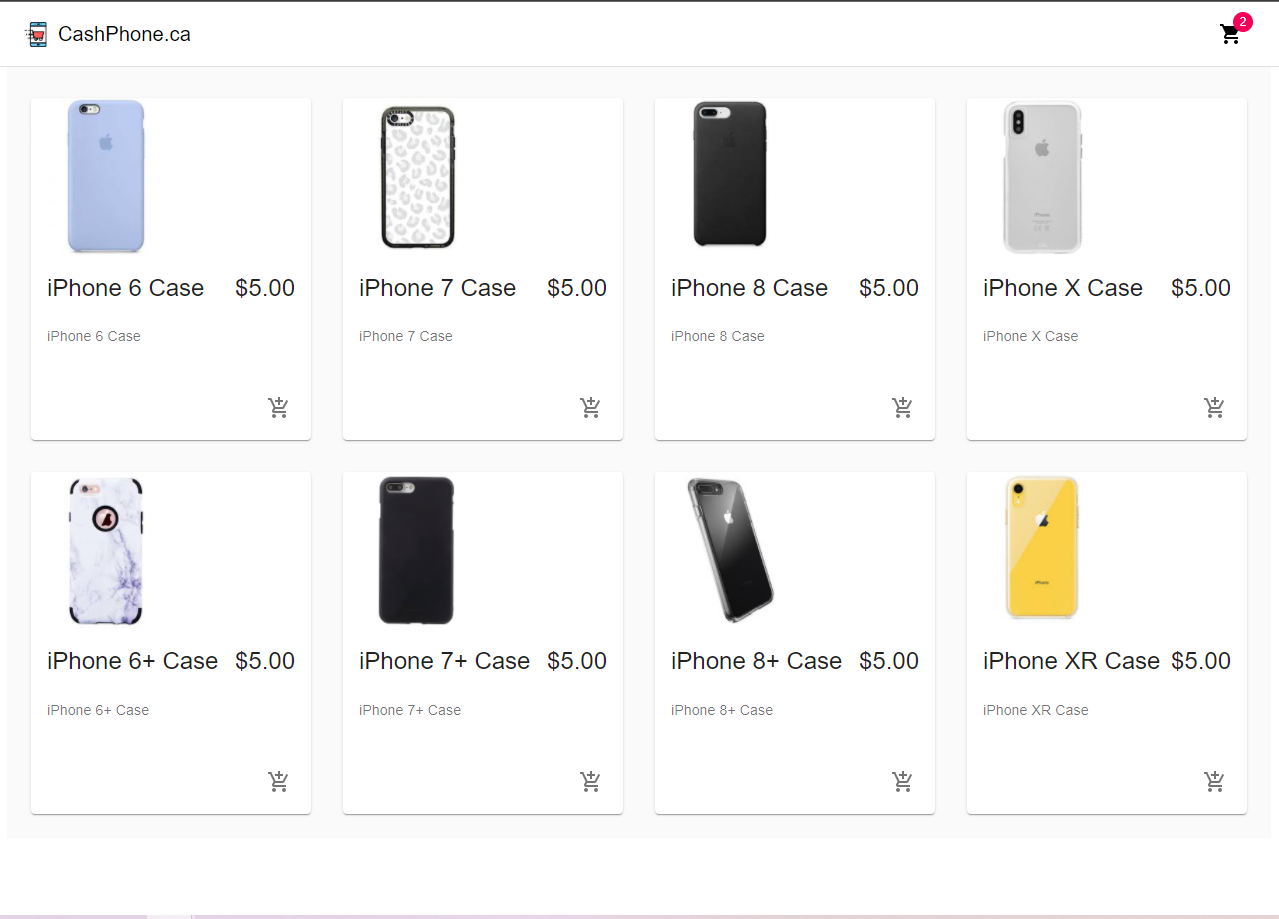 CashPhone.ca
2
iPhone 6 Case $5.00
iPhone 6 Case
iPhone 7 Case $5.00
iPhone 7 Case
iPhone 8 Case $5.00
iPhone 8 Case
iPhone X Case $5.00
iPhone X Case
iPhone 6+ Case $5.00
iPhone 6+ Case
iPhone 7+ Case $5.00
iPhone 7+ Case
iPhone 8+ Case $5.00
iPhone 8+ Case
iPhone XR Case $5.00
iPhone XR Case